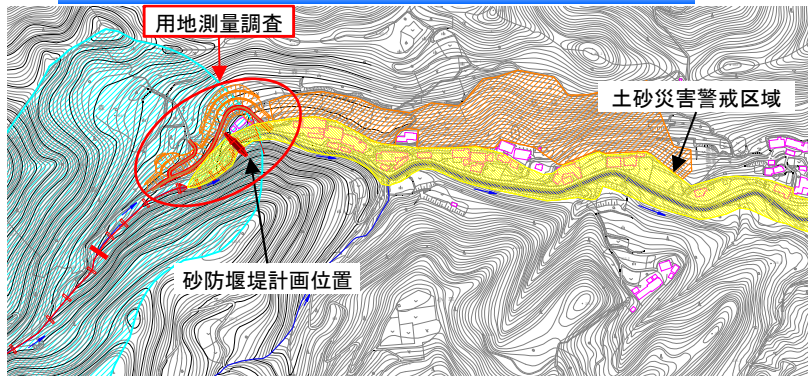 用地測量調査
土砂災害警戒区域
砂防堰堤計画位置